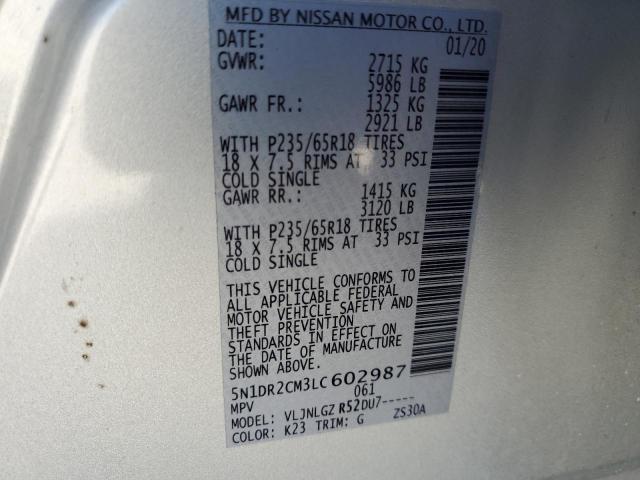 MFD BY NISSAN MOTOR CO., LTD.
DATE: 01/20
GVWR: 2715 KG
5986 LB
GAWR FR.: 1325 KG
2921 LB
WITH P235/65R18 TIRES
18 X 7.5 RIMS AT 33 PSI
COLD SINGLE
GAWR RR.: 1415 KG
3120 LB
WITH P235/65R18 TIRES
18 X 7.5 RIMS AT 33 PSI
COLD SINGLE
THIS VEHICLE CONFORMS TO
ALL APPLICABLE FEDERAL
MOTOR VEHICLE SAFETY AND
THEFT PREVENTION
STANDARDS IN EFFECT ON
THE DATE OF MANUFACTURE
SHOWN ABOVE.
5N1DR2CM3LC602987
MPV 061
MODEL: VLJNLGZ R52DU7-----
COLOR: K23 TRIM: G ZS30A